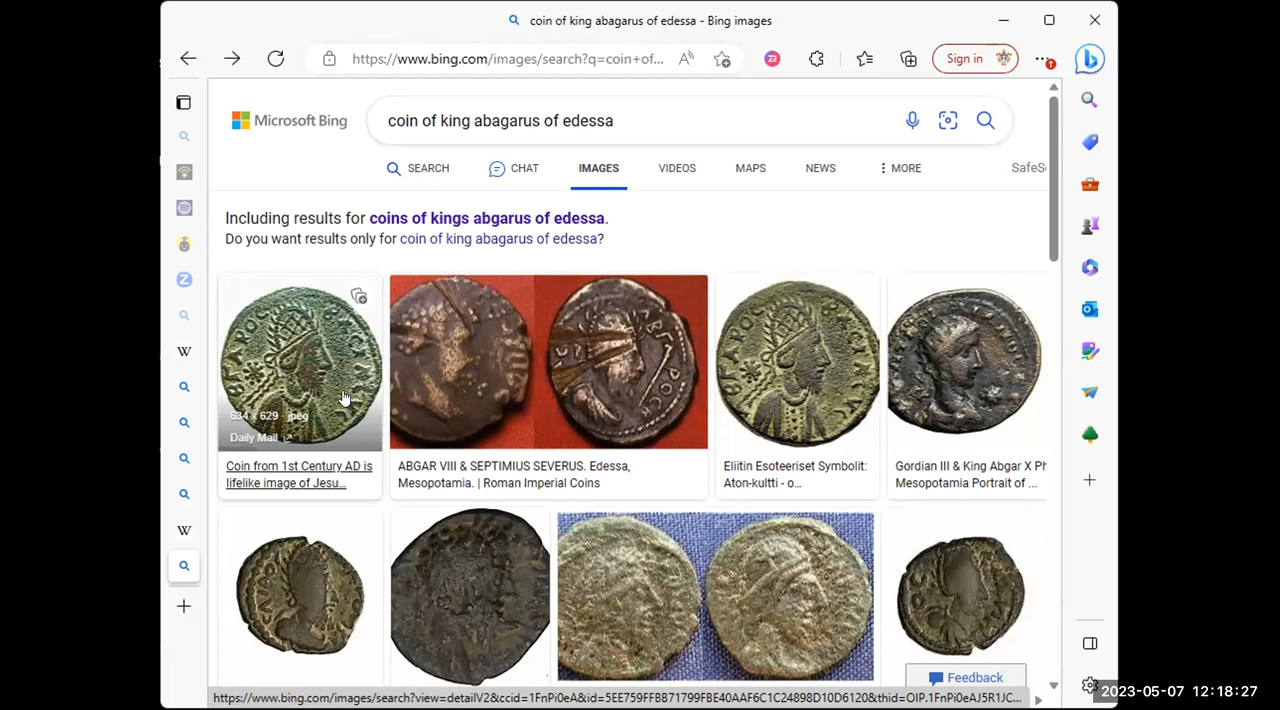 coin of king abagarus of edessa - Bing images
https://www.bing.com/images/search?q=coin+of...
Sign in
Microsoft Bing
coin of king abagarus of edessa
SEARCH
CHAT
IMAGES
VIDEOS
MAPS
NEWS
MORE
Including results for coins of kings abgarus of edessa.
Do you want results only for coin of king abagarus of edessa?
634 x 629 jpeg
Daily Mail
Coin from 1st Century AD is
lifelike image of Jesu...
ABGAR VIII & SEPTIMIUS SEVERUS. Edessa,
Mesopotamia. | Roman Imperial Coins
Eliitin Esoteeriset Symbolit:
Aton-kultti - o...
Gordian III & King Abgar X Ph
Mesopotamia Portrait of ...
W
W
Feedback
https://www.bing.com/images/search?view=detailV2&ccid=1FnPi0eA&id=5EE759FFBB71799FBE40AAF6C1C24898D10D6120&thid=OIP.1FnPi0eAJ5R1JC...
2023-05-07 12:18:27